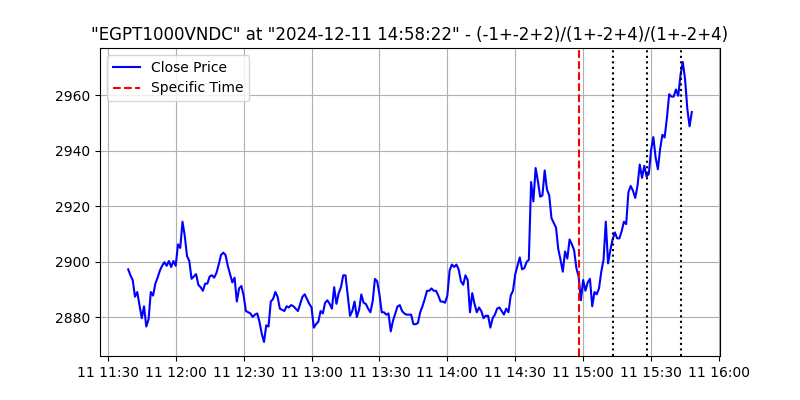 "EGPT1000VNDC" at "2024-12-11 14:58:22" - (-1+-2+2)/(1+-2+4)/(1+-2+4)
Close Price
Specific Time
2960
2940
2920
2900
2880
11 11:30 11 12:00 11 12:30 11 13:00 11 13:30 11 14:00 11 14:30 11 15:00 11 15:30 11 16:00